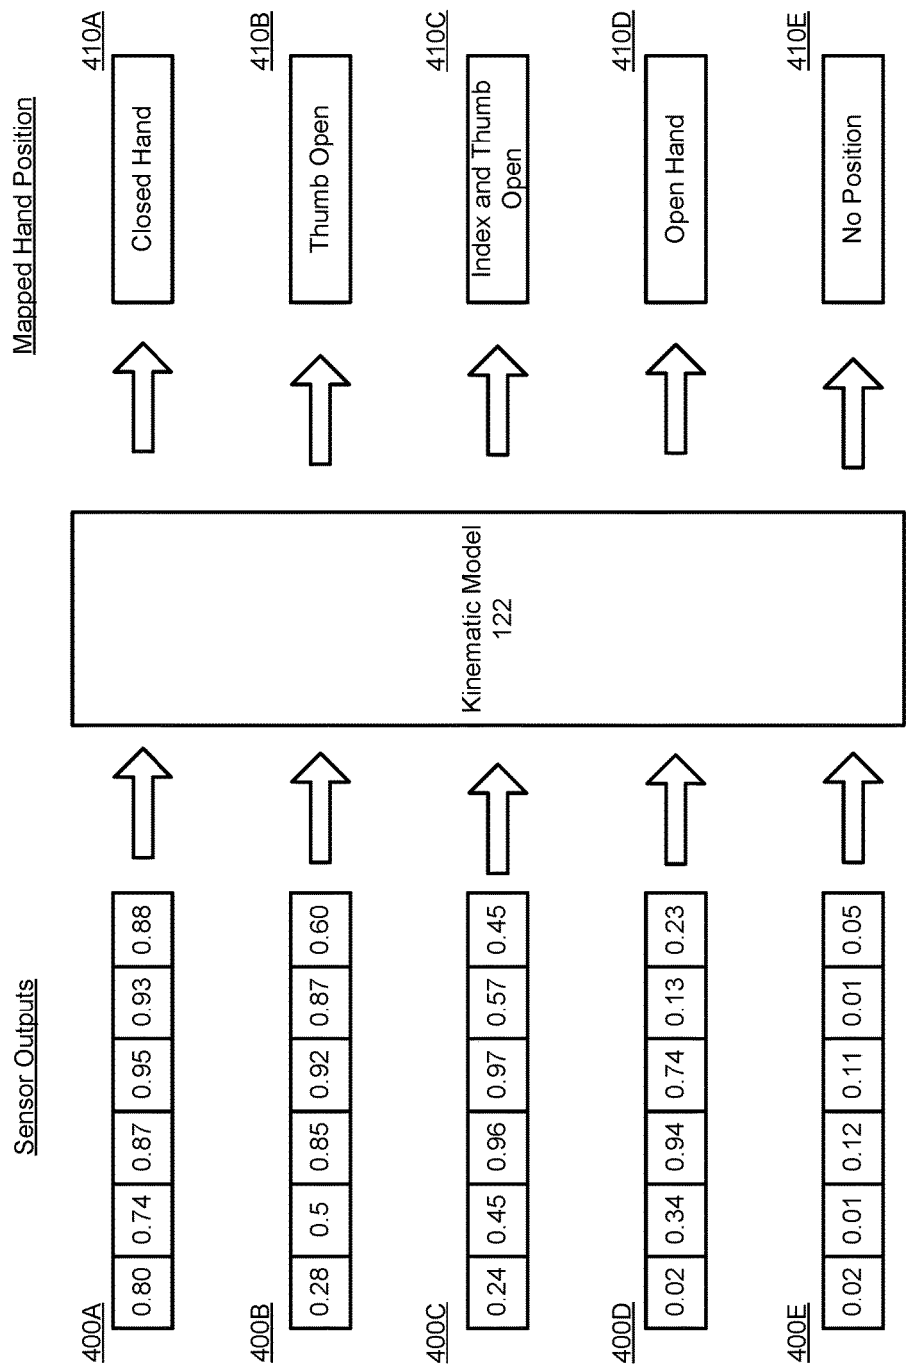 Sensor Outputs
Mapped Hand Position
400A
0.80 0.74 0.87 0.95 0.93 0.88
410A
Closed Hand
400B
0.28 0.5 0.85 0.92 0.87 0.60
410B
Thumb Open
400C
0.24 0.45 0.96 0.97 0.57 0.45
Kinematic Model
122
410C
Index and Thumb
Open
400D
0.02 0.34 0.94 0.74 0.13 0.23
410D
Open Hand
400E
0.02 0.01 0.12 0.11 0.01 0.05
410E
No Position